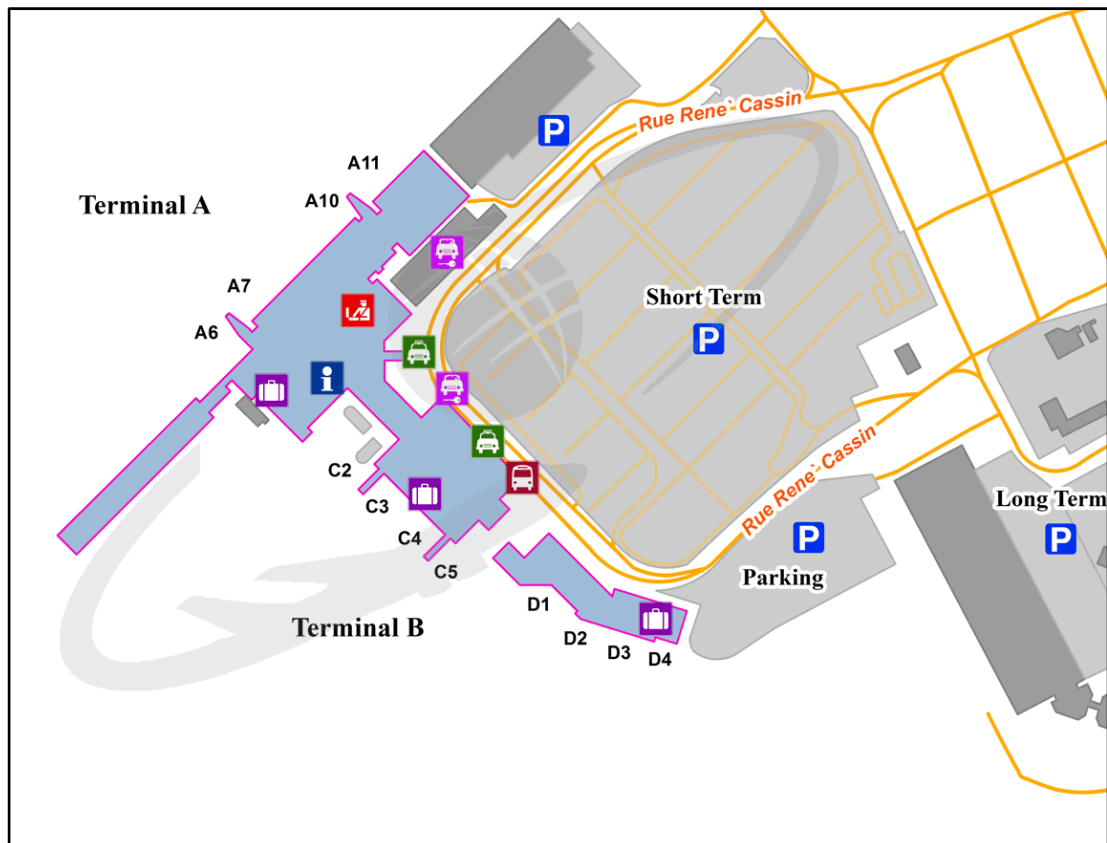 Rue Rene` Cassin
P
A11
Terminal A
A10
A7
Short Term
A6
P
i
Rue Rene` Cassin
C2
C3
Long Term
C4
P
P
C5
Parking
D1
Terminal B
D2
D3
D4